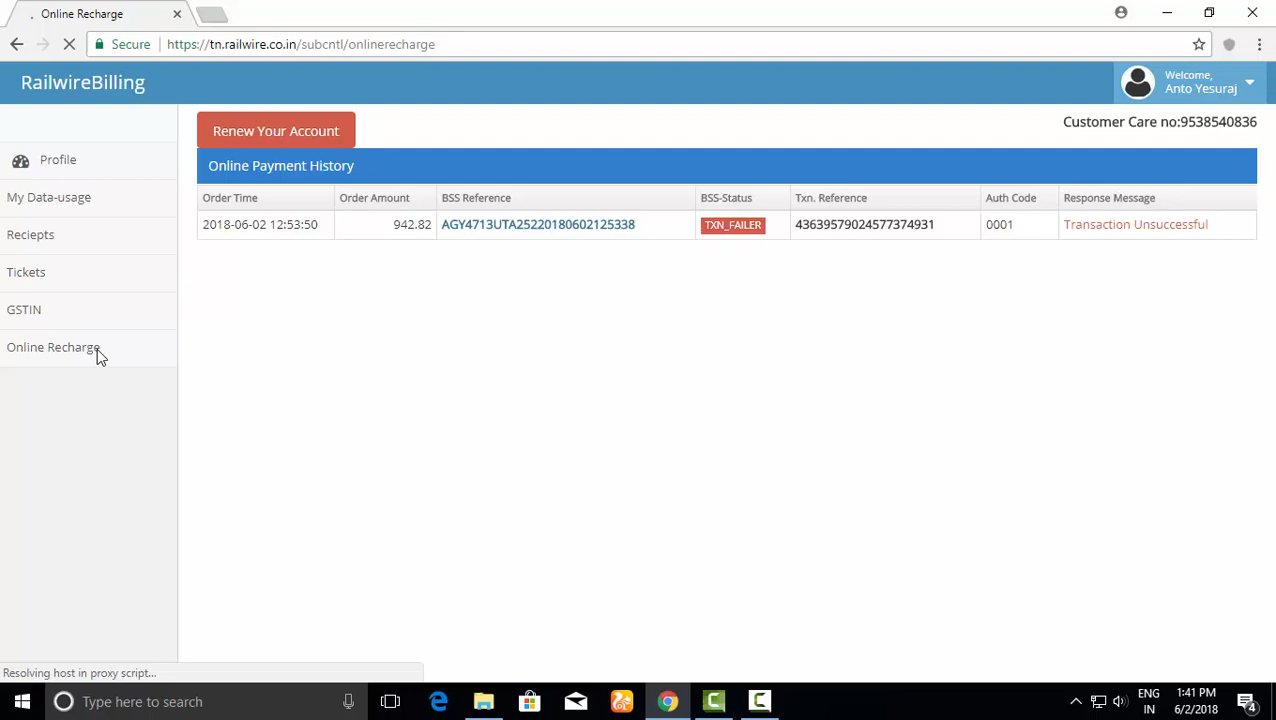 Online Recharge
Secure https://tn.railwire.co.in/subcntl/onlinerecharge
RailwireBilling
Welcome,
Anto Yesuraj
Renew Your Account
Customer Care no:9538540836
Profile
My Data-usage
Reciepts
Tickets
GSTIN
Online Recharge
Online Payment History
Order Time Order Amount BSS Reference BSS-Status Txn. Reference Auth Code Response Message
2018-06-02 12:53:50 942.82 AGY4713UTA25220180602125338 TXN_FAILER 43639579024577374931 0001 Transaction Unsuccessful
Resolving host in proxy script...
Type here to search
ENG
IN
1:41 PM
6/2/2018
4